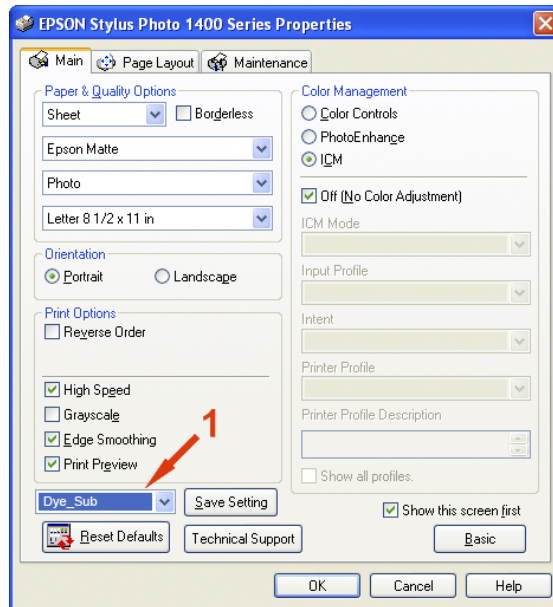 EPSON Stylus Photo 1400 Series Properties
Main
Page Layout
Maintenance
Paper & Quality Options
Sheet
Borderless
Epsom Matte
Photo
Letter 8 1/2 x 11 in
Orientation
Portrait
Landscape
Print Options
Reverse Order
High Speed
Grayscale
Edge Smoothing
Print Preview
1
Dye_Sub
Save Setting
Reset Defaults
Technical Support
Color Management
Color Controls
PhotoEnhance
ICM
Off (No Color Adjustment)
ICM Mode
Input Profile
Intent
Printer Profile
Printer Profile Description
Show all profiles.
Show this screen first
Basic
OK
Cancel
Help